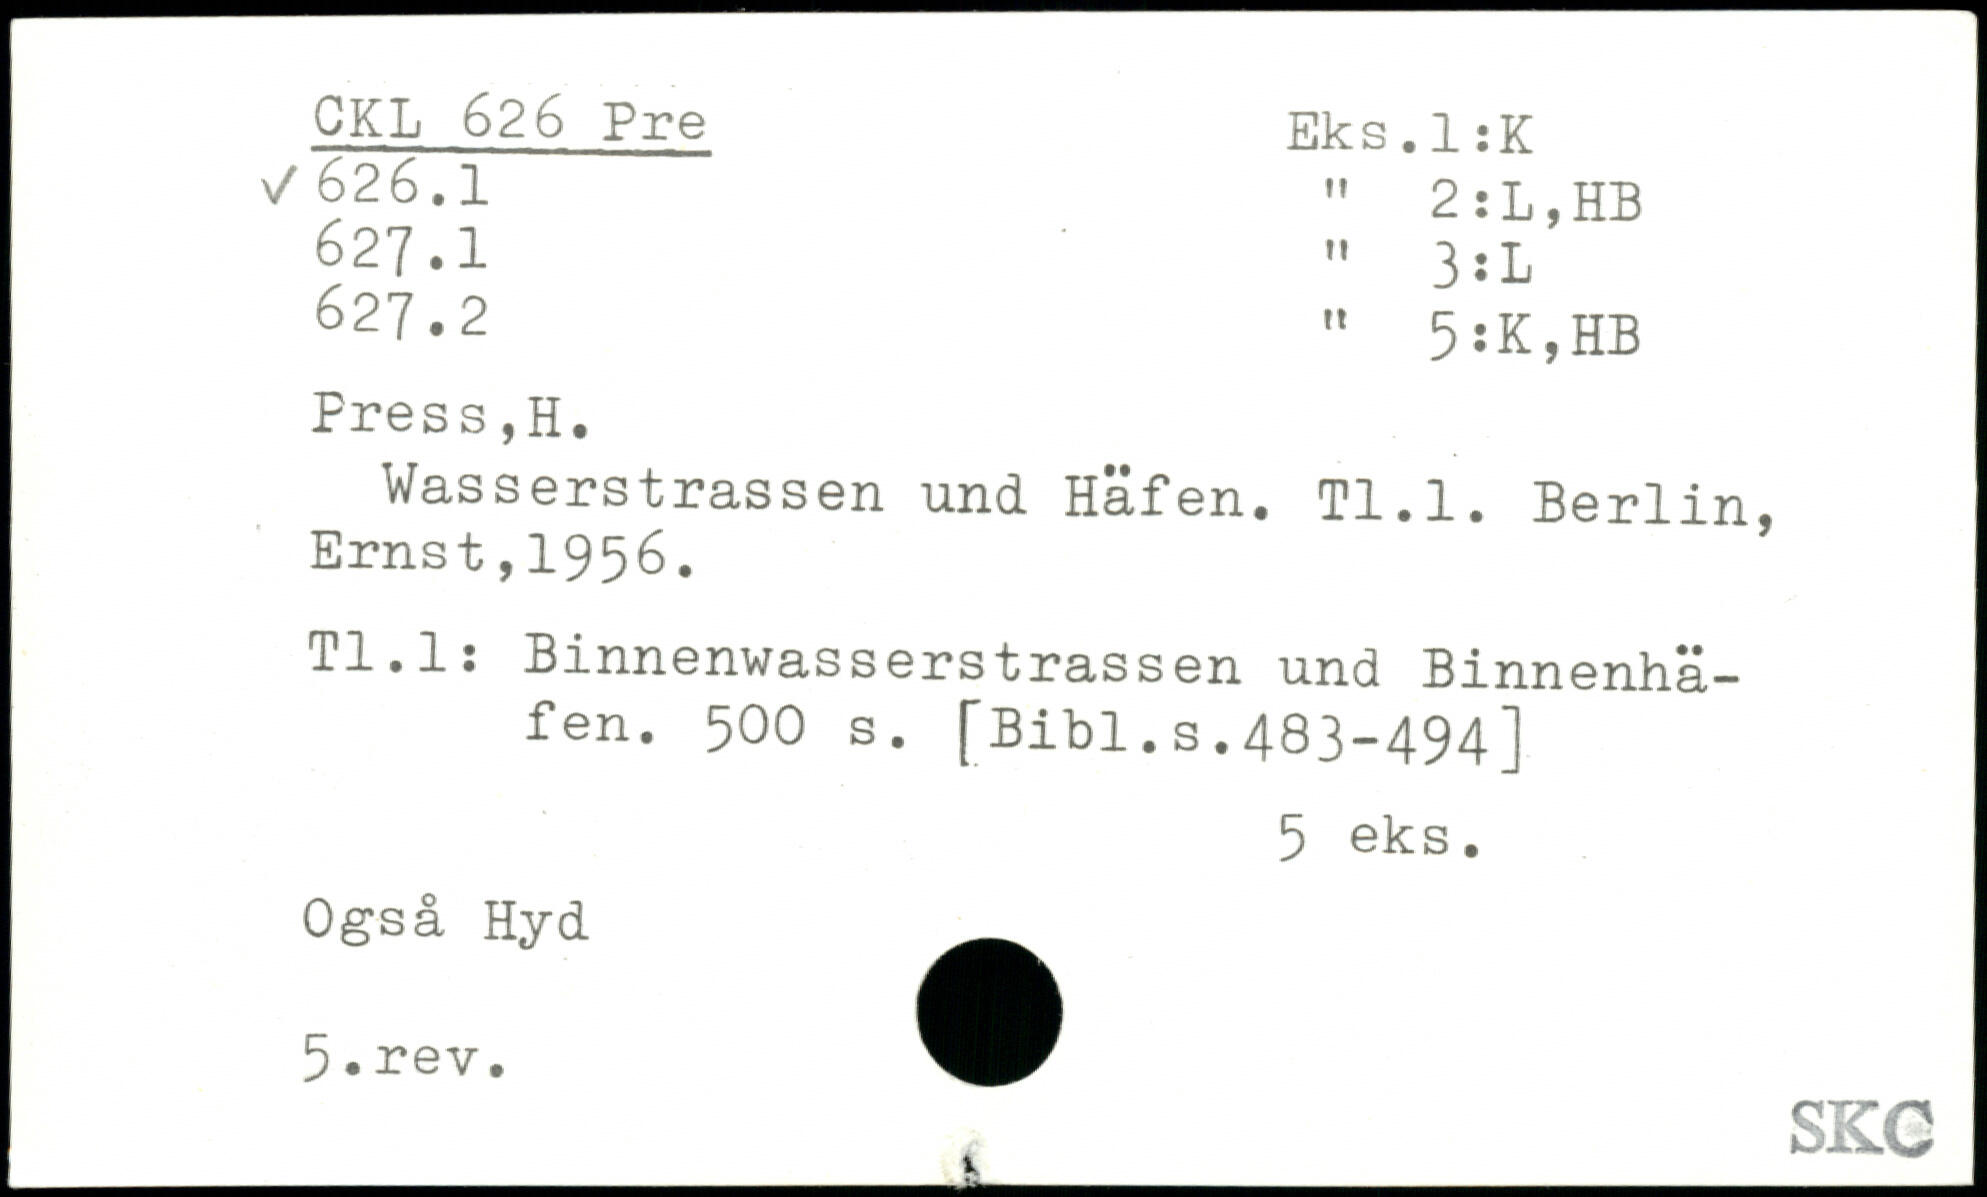 CKL 626 Pre
✓ 626.1
627.1
627.2
Eks.1:K
" 2:L,HB
" 3:L
" 5:K,HB
Press,H.
Wasserstrassen und Häfen. Tl.1. Berlin,
Ernst,1956.
Tl.1: Binnenwasserstrassen und Binnenhä-
fen. 500 s. [Bibl.s.483-494]
5 eks.
Også Hyd
5.rev.
SKC